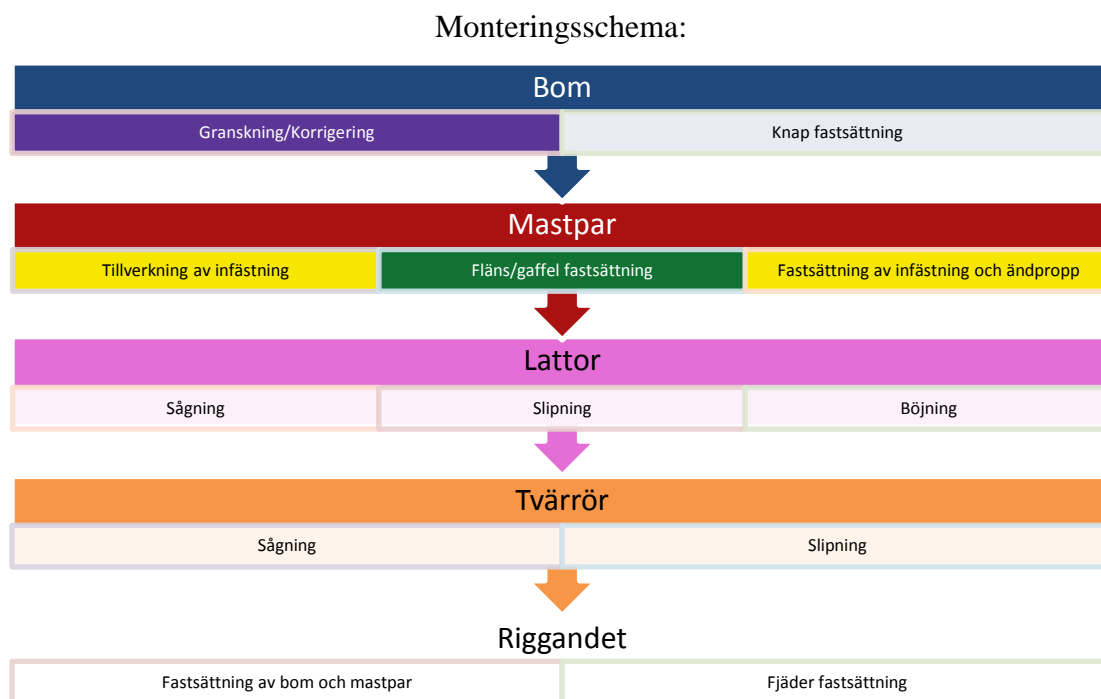 Monteringsschema:
Bom
Granskning/Korrigering
Knap fastsättning
Mastpar
Tillverkning av infästning
Fläns/gaffel fastsättning
Fastsättning av infästning och ändpropp
Lattor
Sågning
Slipning
Böjning
Tvärrör
Sågning
Slipning
Riggandet
Fastsättning av bom och mastpar
Fjäder fastsättning